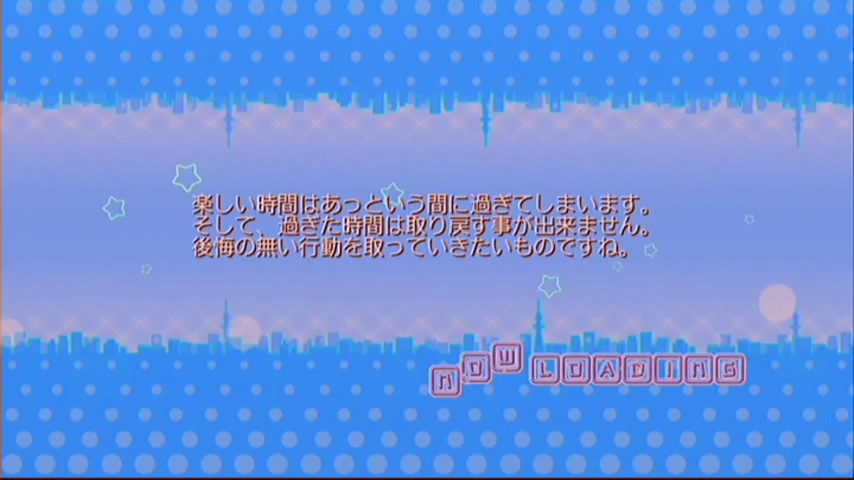 楽しい時間はあっという間に過ぎてしまいます。
そして、過ぎた時間は取り戻す事が出来ません。
後悔の無い行動を取っていきたいものですね。
NOW LOADING